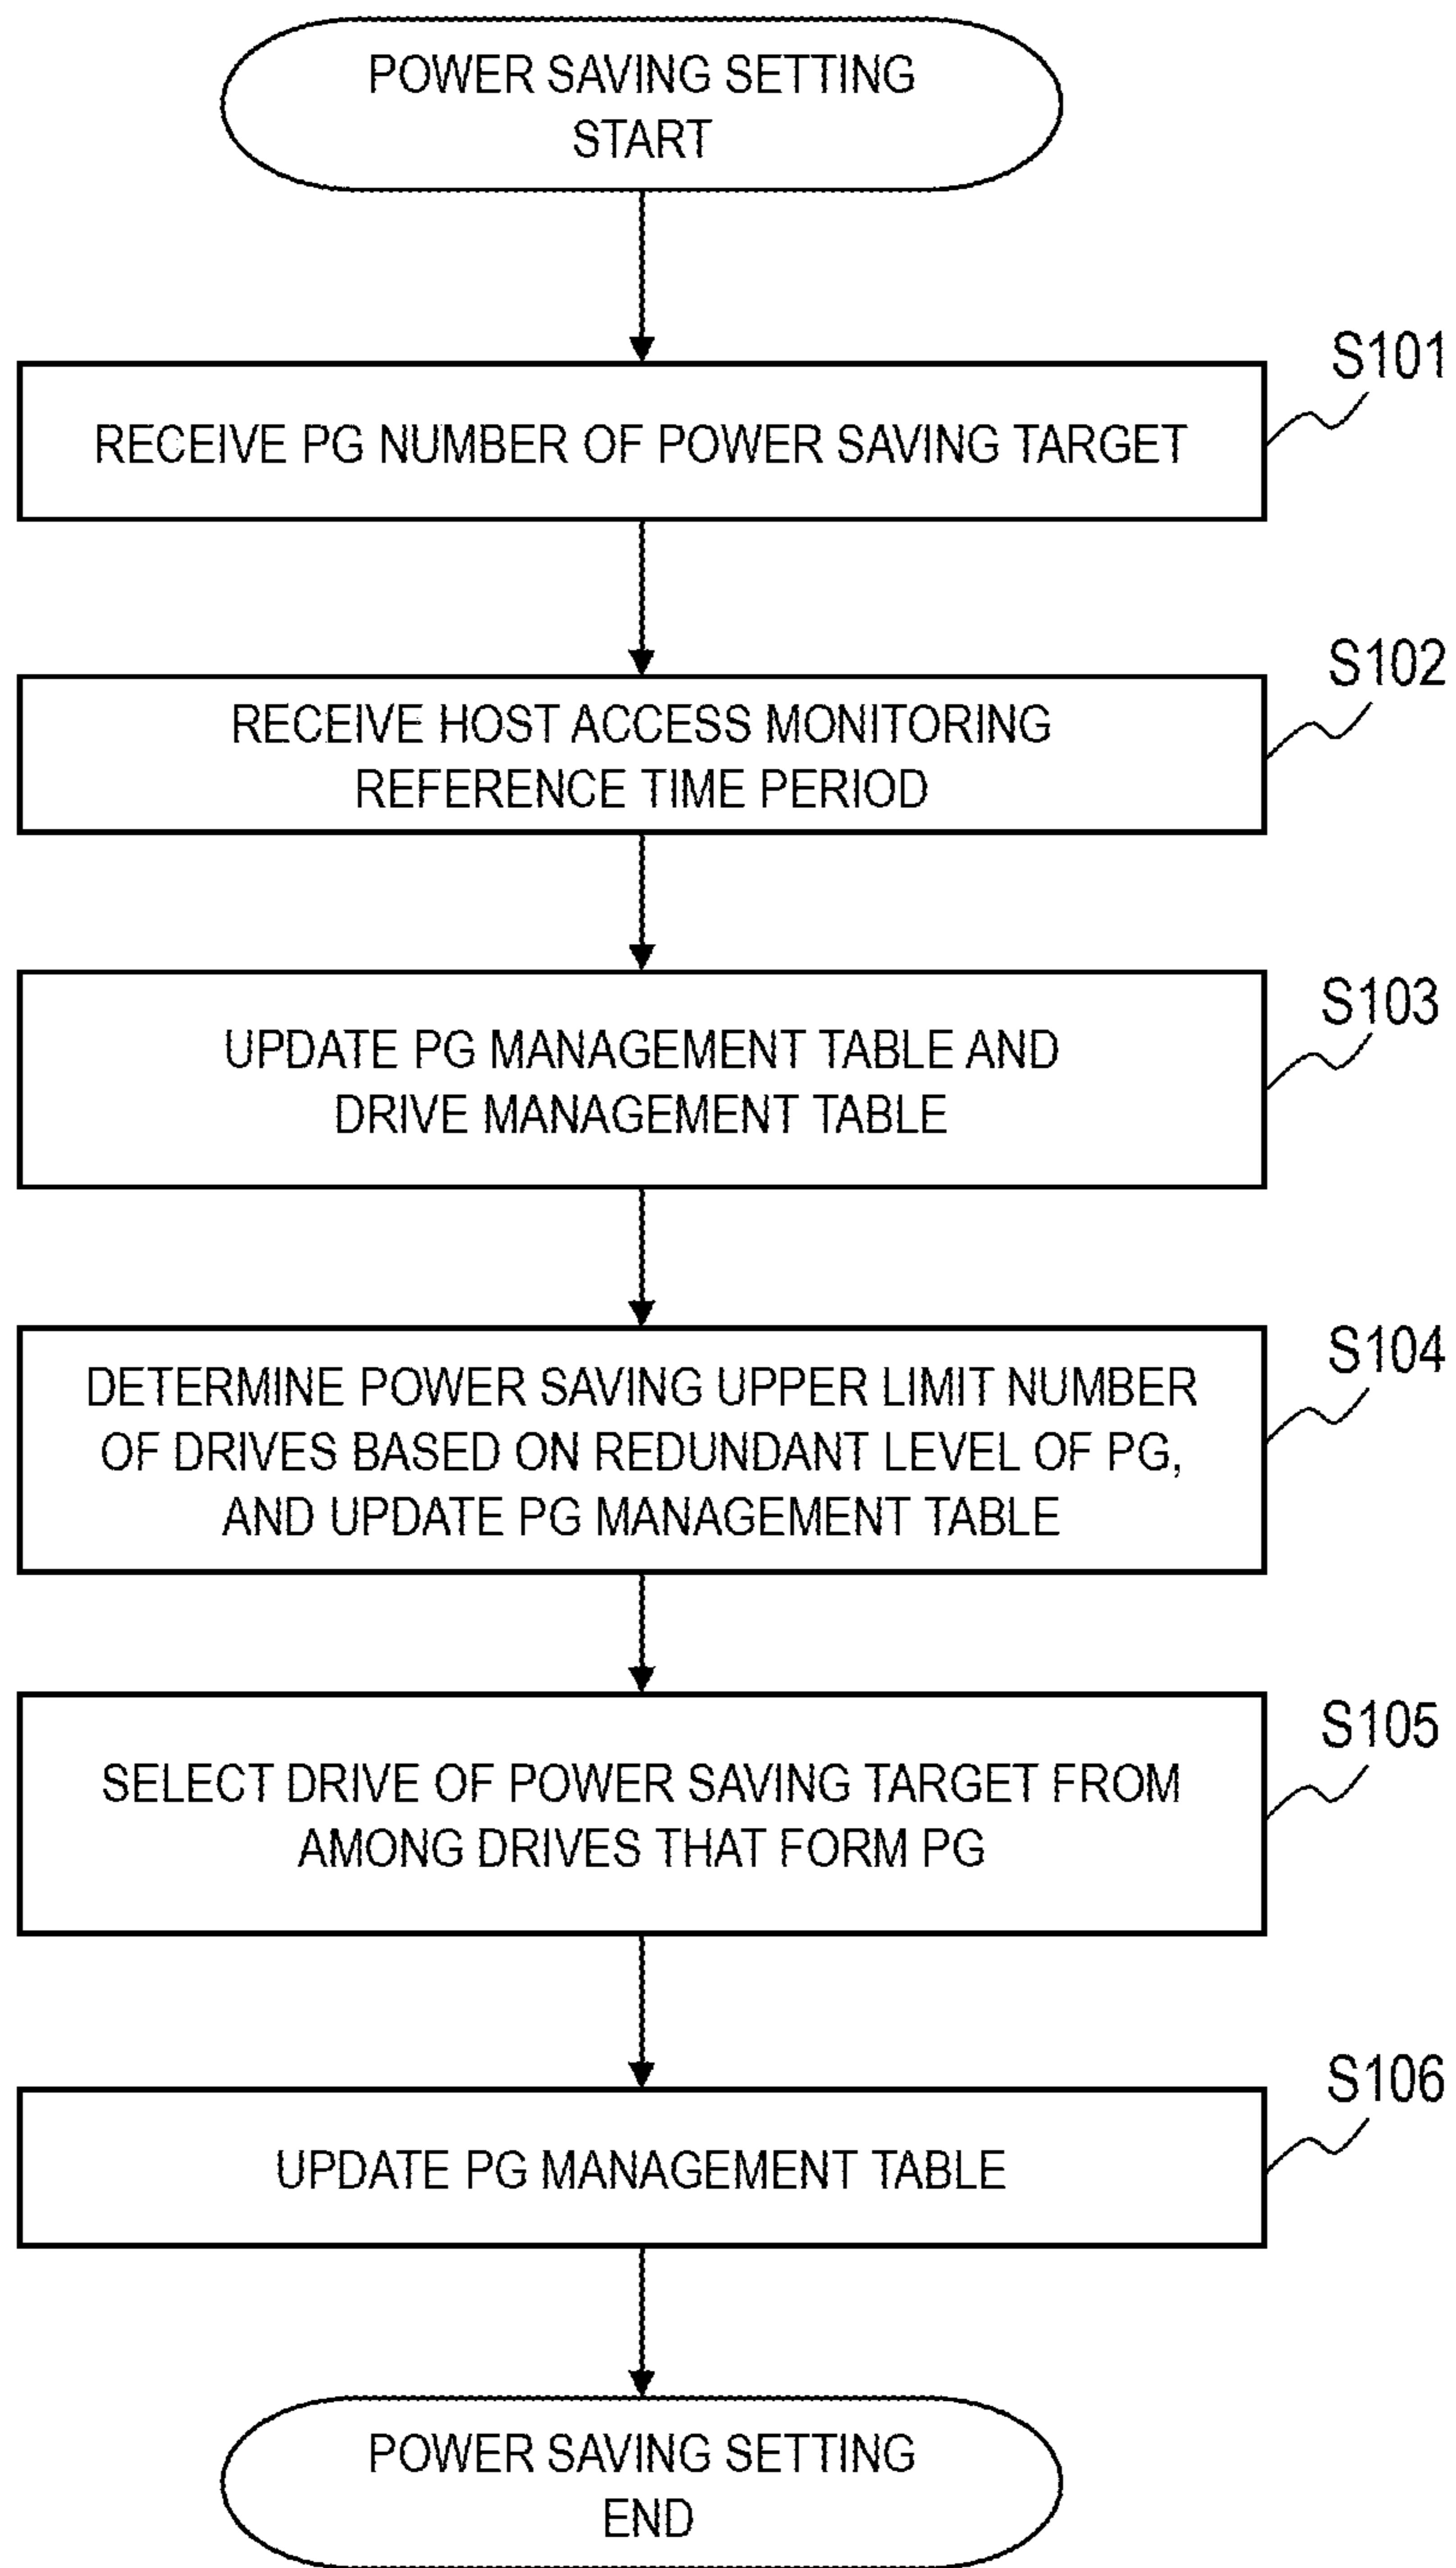 POWER SAVING SETTING
START
S101
RECEIVE PG NUMBER OF POWER SAVING TARGET
S102
RECEIVE HOST ACCESS MONITORING
REFERENCE TIME PERIOD
S103
UPDATE PG MANAGEMENT TABLE AND
DRIVE MANAGEMENT TABLE
S104
DETERMINE POWER SAVING UPPER LIMIT NUMBER
OF DRIVES BASED ON REDUNDANT LEVEL OF PG,
AND UPDATE PG MANAGEMENT TABLE
S105
SELECT DRIVE OF POWER SAVING TARGET FROM
AMONG DRIVES THAT FORM PG
S106
UPDATE PG MANAGEMENT TABLE
POWER SAVING SETTING
END